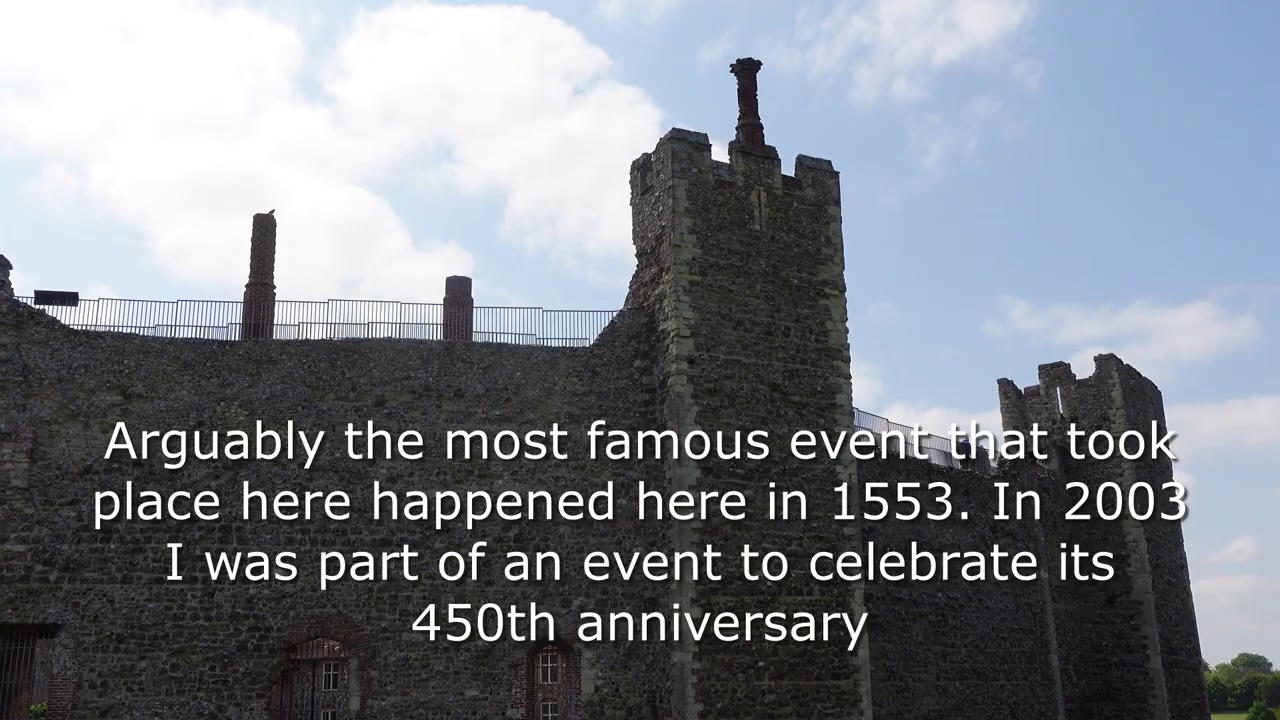 Arguably the most famous event that took
place here happened here in 1553. In 2003
I was part of an event to celebrate its
450th anniversary